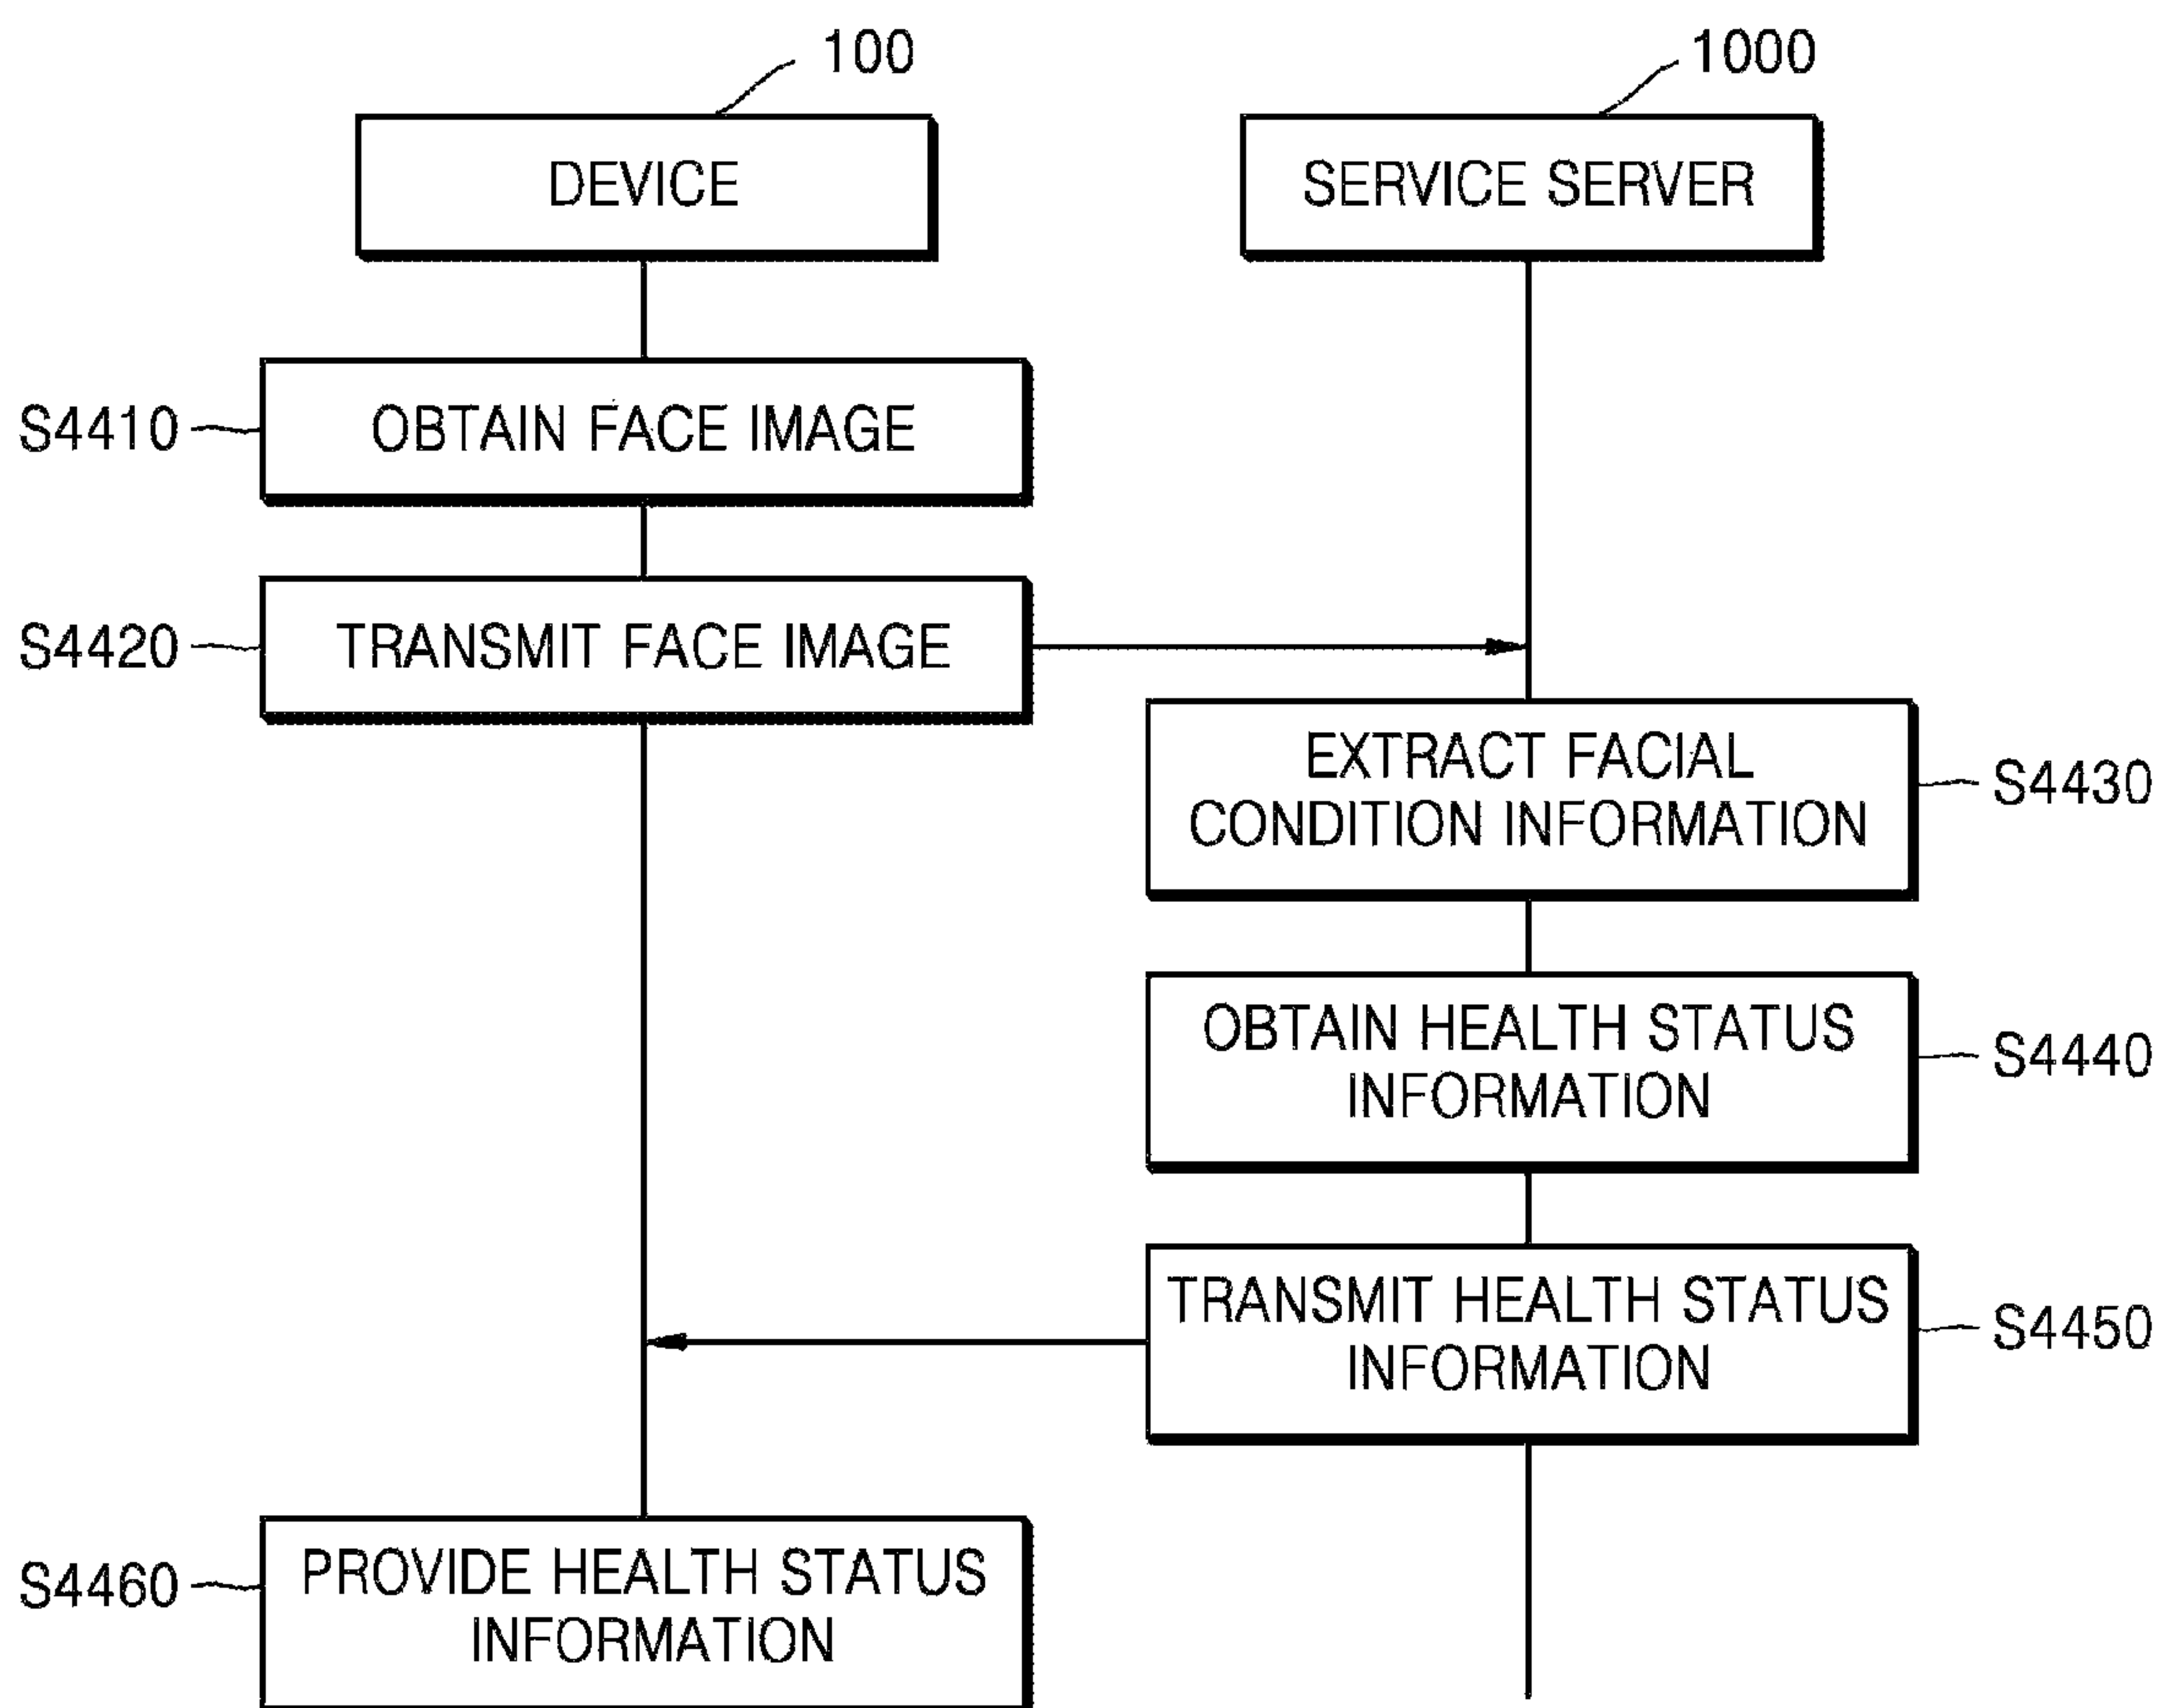 100
1000
DEVICE
SERVICE SERVER
S4410
OBTAIN FACE IMAGE
S4420
TRANSMIT FACE IMAGE
EXTRACT FACIAL
CONDITION INFORMATION
S4430
OBTAIN HEALTH STATUS
INFORMATION
S4440
TRANSMIT HEALTH STATUS
INFORMATION
S4450
S4460
PROVIDE HEALTH STATUS
INFORMATION